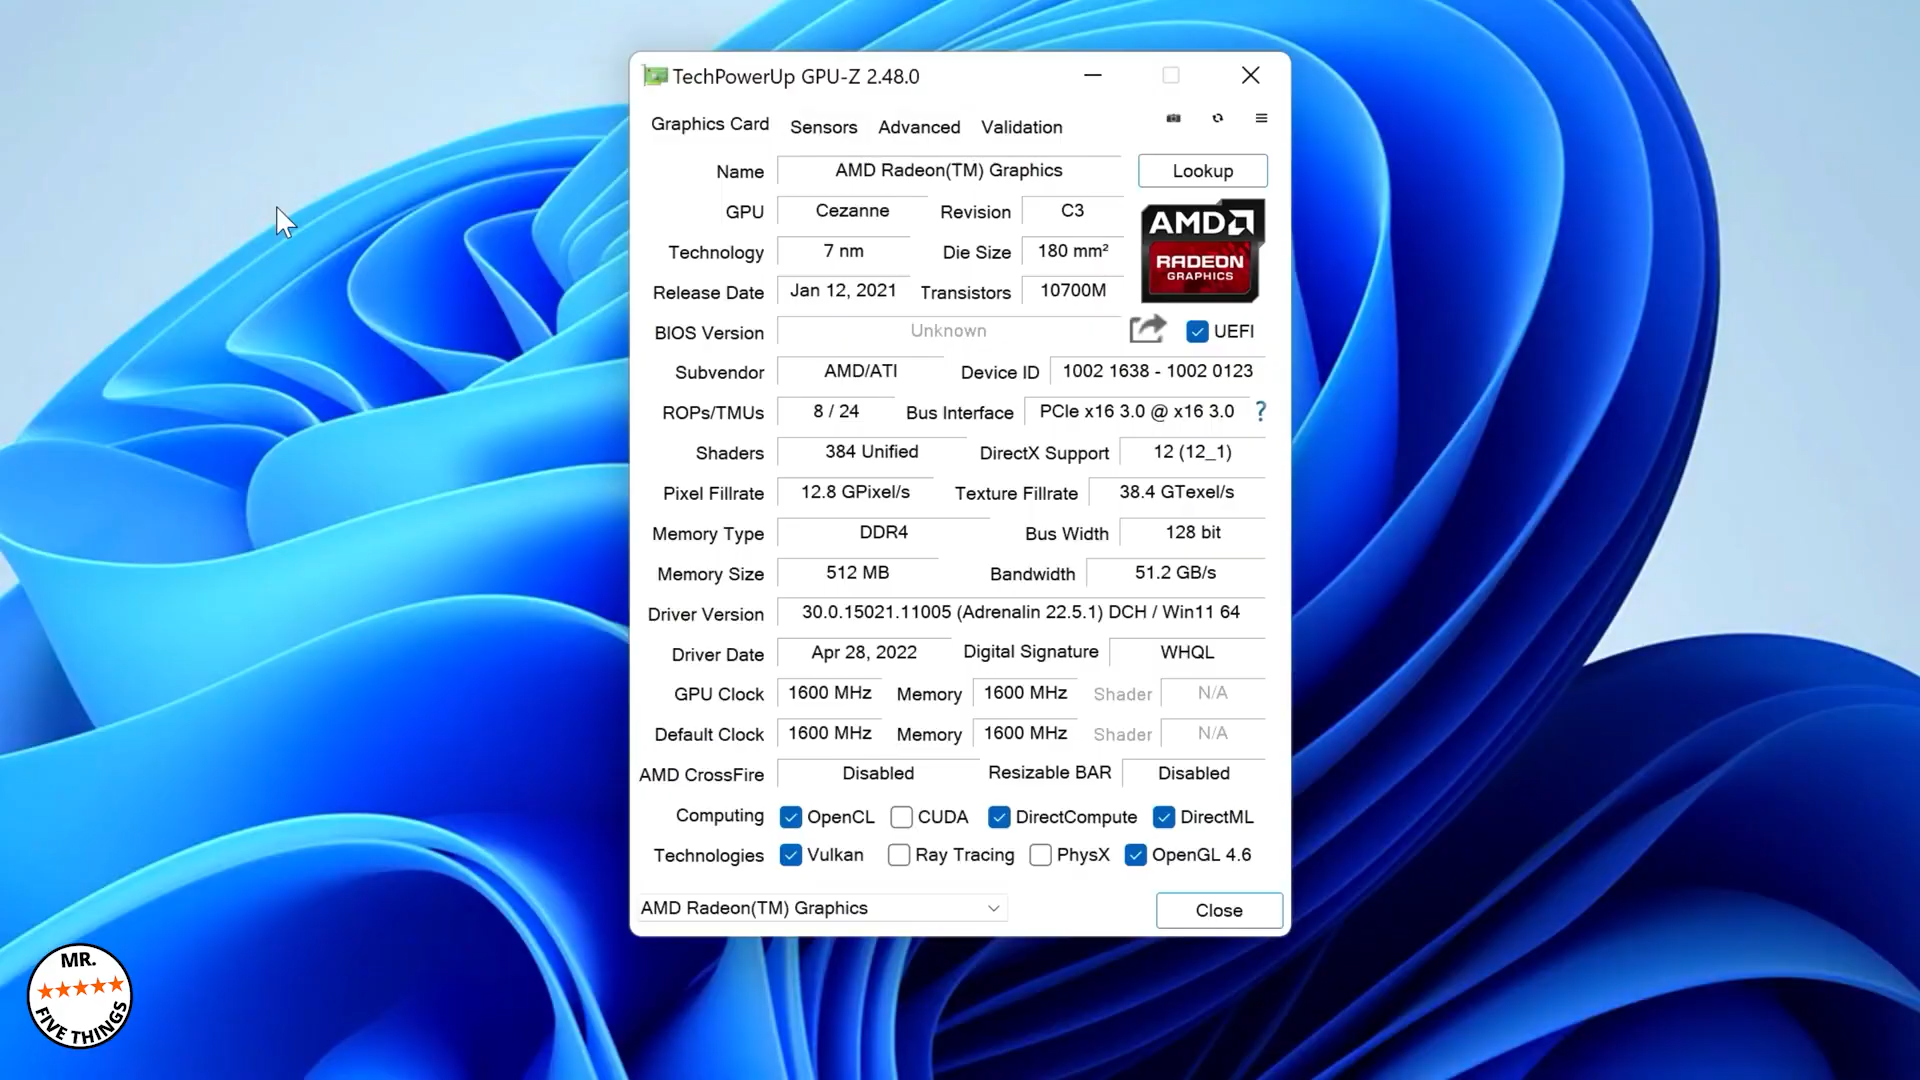 TechPowerUp GPU-Z 2.48.0
Graphics Card Sensors Advanced Validation
Name AMD Radeon(TM) Graphics Lookup
GPU Cezanne Revision C3
AMD
RADEON
GRAPHICS
Technology 7 nm Die Size 180 mm²
Release Date Jan 12, 2021 Transistors 10700M
BIOS Version Unknown UEFI
Subvendor AMD/ATI Device ID 1002 1638 - 1002 0123
ROPs/TMUs 8 / 24 Bus Interface PCIe x16 3.0 @ x16 3.0 ?
Shaders 384 Unified DirectX Support 12 (12_1)
Pixel Fillrate 12.8 GPixel/s Texture Fillrate 38.4 GTexel/s
Memory Type DDR4 Bus Width 128 bit
Memory Size 512 MB Bandwidth 51.2 GB/s
Driver Version 30.0.15021.11005 (Adrenalin 22.5.1) DCH / Win11 64
Driver Date Apr 28, 2022 Digital Signature WHQL
GPU Clock 1600 MHz Memory 1600 MHz Shader N/A
Default Clock 1600 MHz Memory 1600 MHz Shader N/A
AMD CrossFire Disabled Resizable BAR Disabled
Computing OpenCL CUDA DirectCompute DirectML
Technologies Vulkan Ray Tracing PhysX OpenGL 4.6
AMD Radeon(TM) Graphics Close
MR.
FIVE THINGS